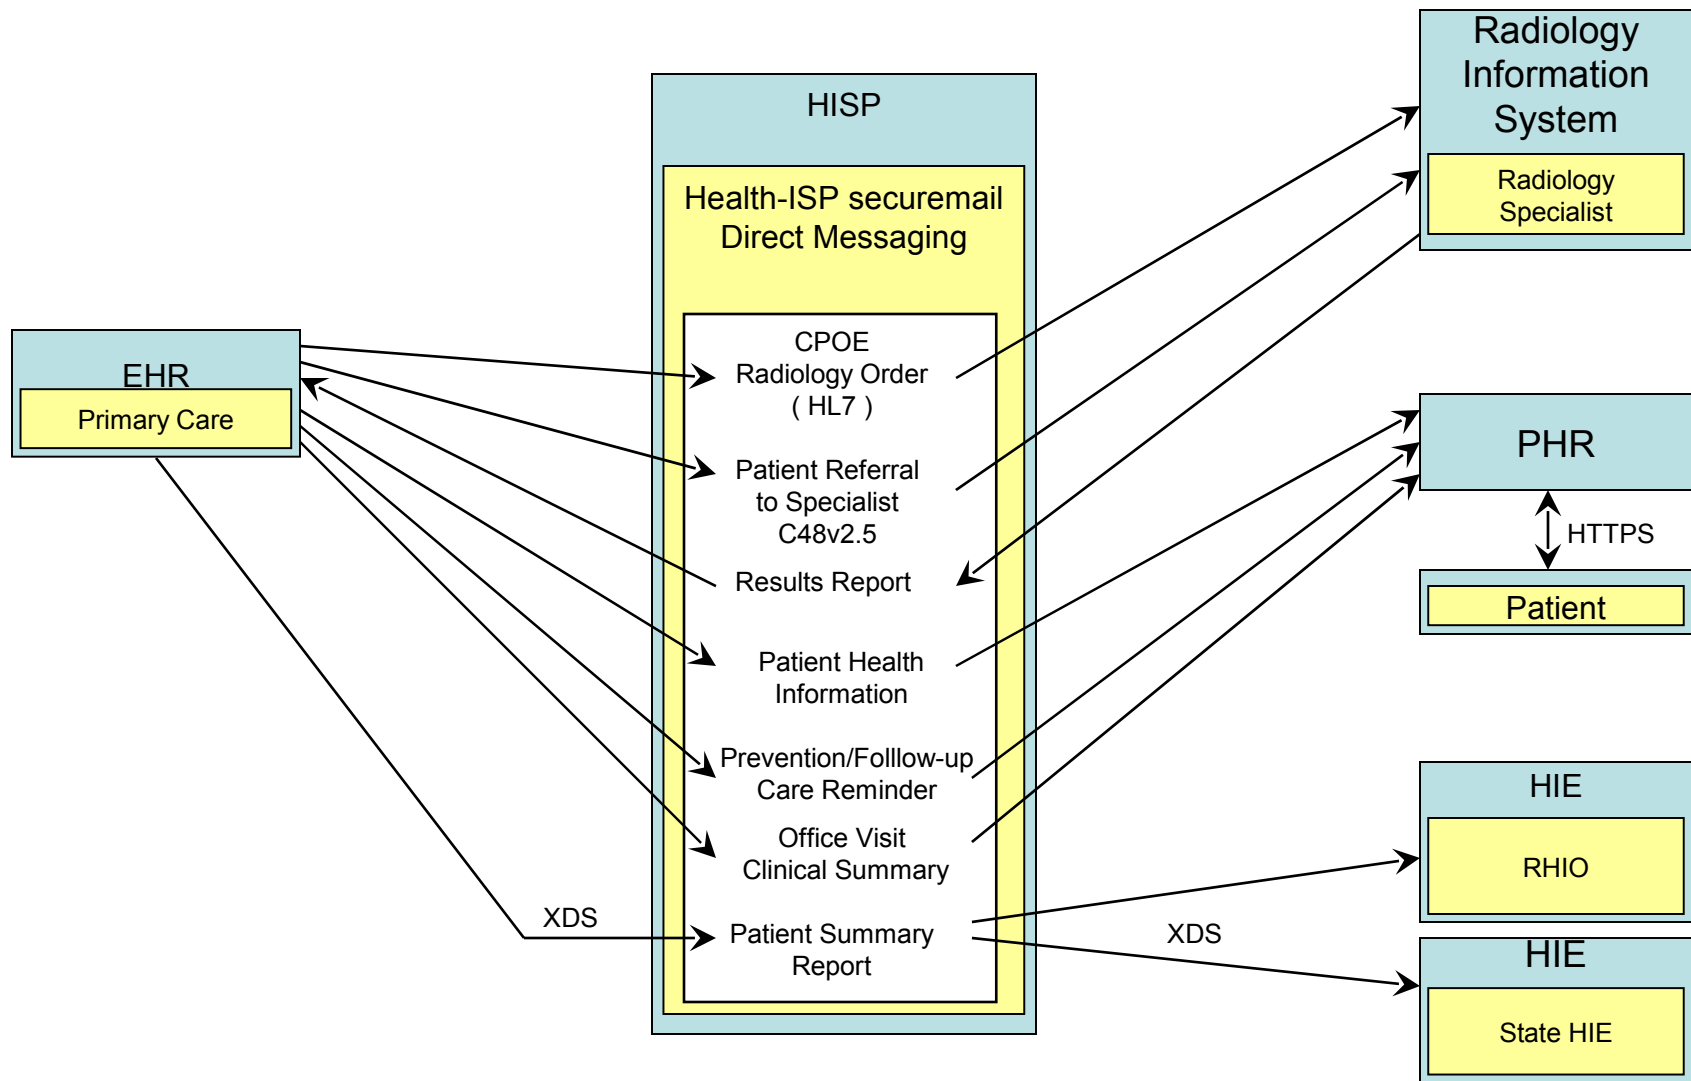 HISP
Health-ISP securemail
Direct Messaging
CPOE
Radiology Order
( HL7 )
Patient Referral
to Specialist
C48v2.5
Results Report
Patient Health
Information
Prevention/Folllow-up
Care Reminder
Office Visit
Clinical Summary
Patient Summary
Report
EHR
Primary Care
XDS
XDS
Radiology
Information
System
Radiology
Specialist
PHR
HTTPS
Patient
HIE
RHIO
HIE
State HIE